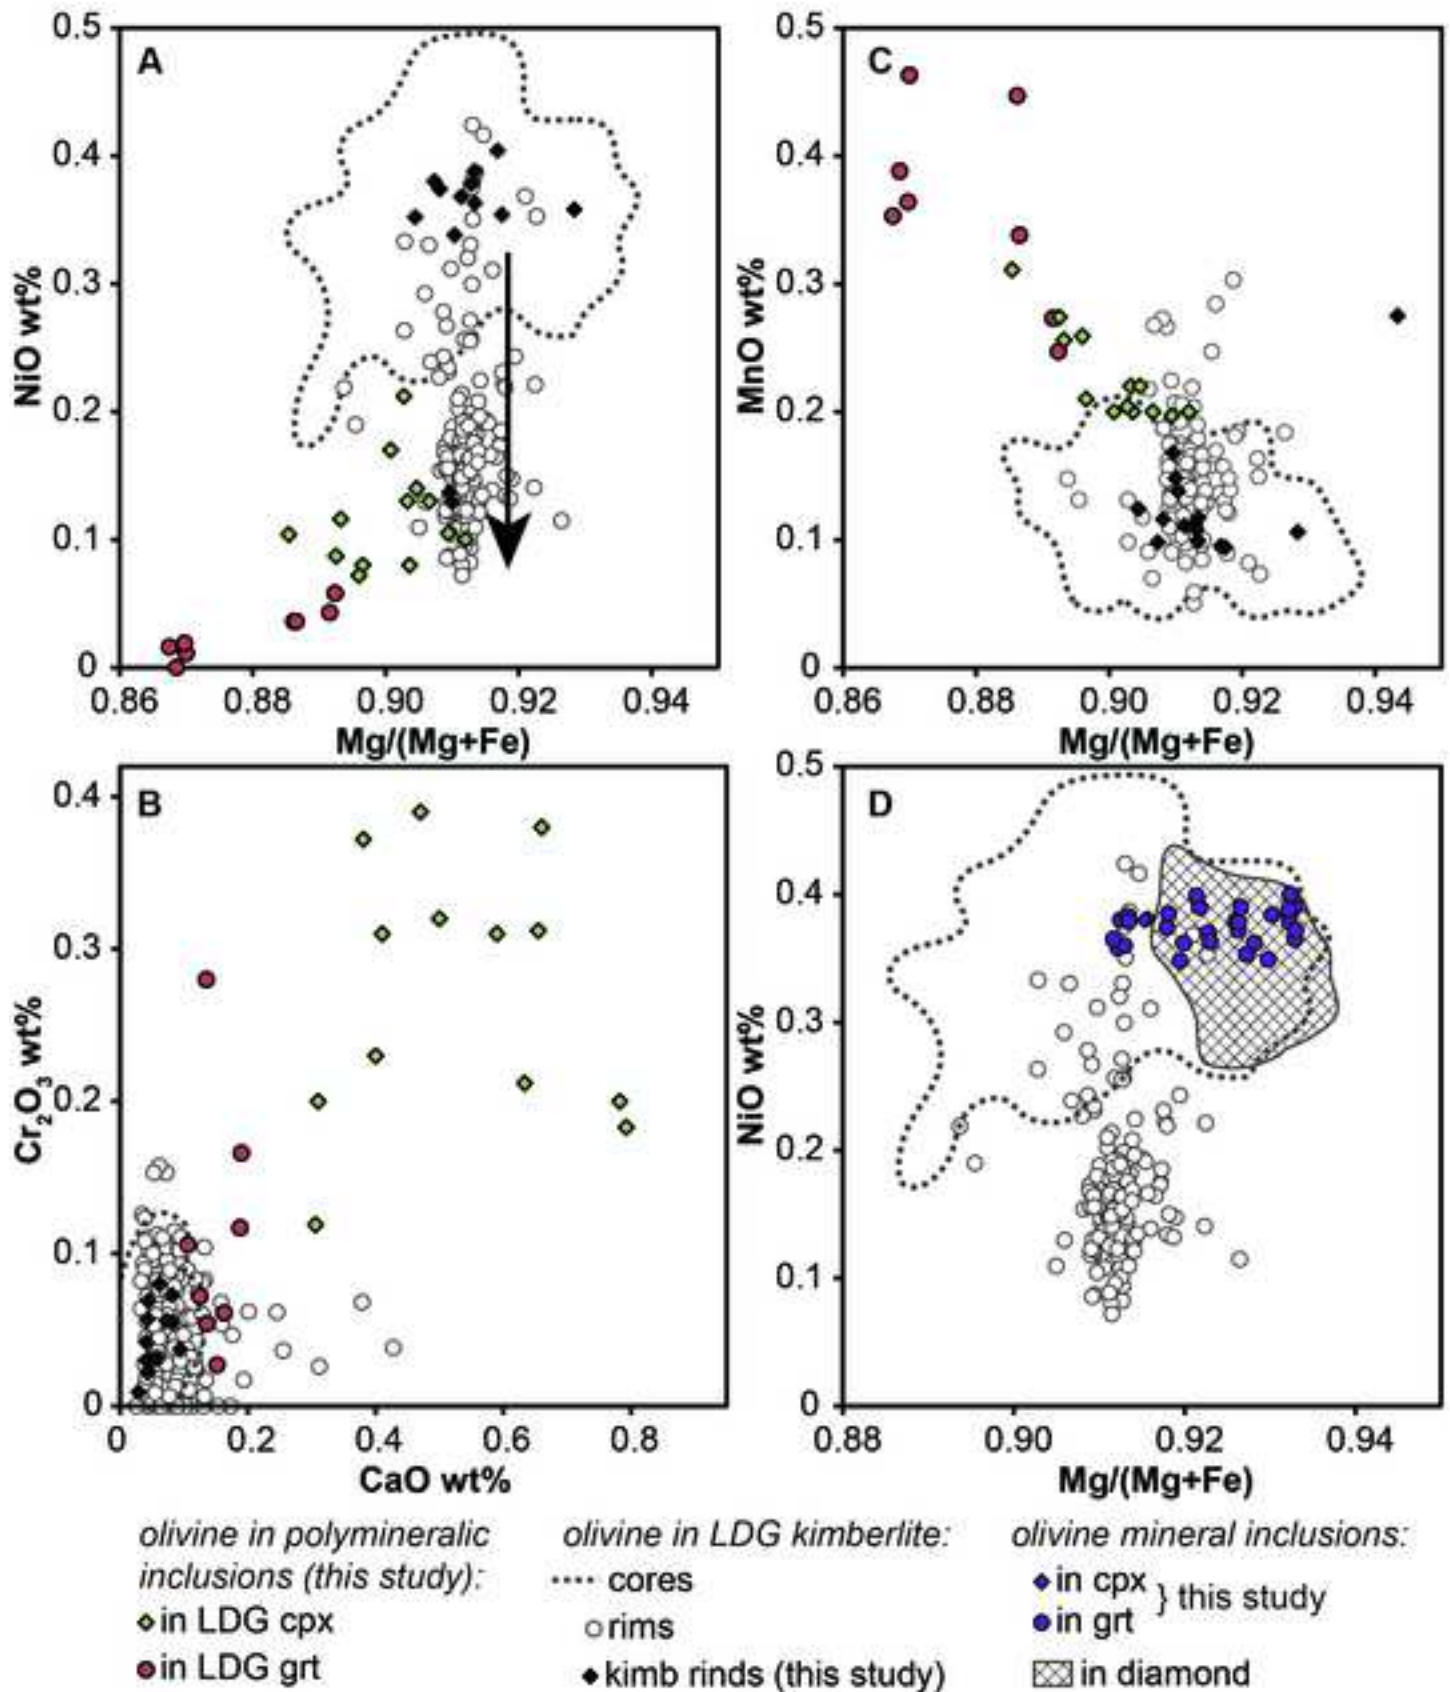 A
0.5
0.4
0.3
0.2
0.1
0
NiO wt%
0.86 0.88 0.90 0.92 0.94
Mg/(Mg+Fe)
C
0.5
0.4
0.3
0.2
0.1
0
MnO wt%
0.86 0.88 0.90 0.92 0.94
Mg/(Mg+Fe)
B
0.4
0.3
0.2
0.1
0
Cr₂O₃ wt%
0 0.2 0.4 0.6 0.8
CaO wt%
D
0.5
0.4
0.3
0.2
0.1
0
NiO wt%
0.88 0.90 0.92 0.94
Mg/(Mg+Fe)
olivine in polymineralic
inclusions (this study):
in LDG cpx
in LDG grt
olivine in LDG kimberlite:
cores
rims
kimb rinds (this study)
olivine mineral inclusions:
in cpx
} this study
in grt
in diamond